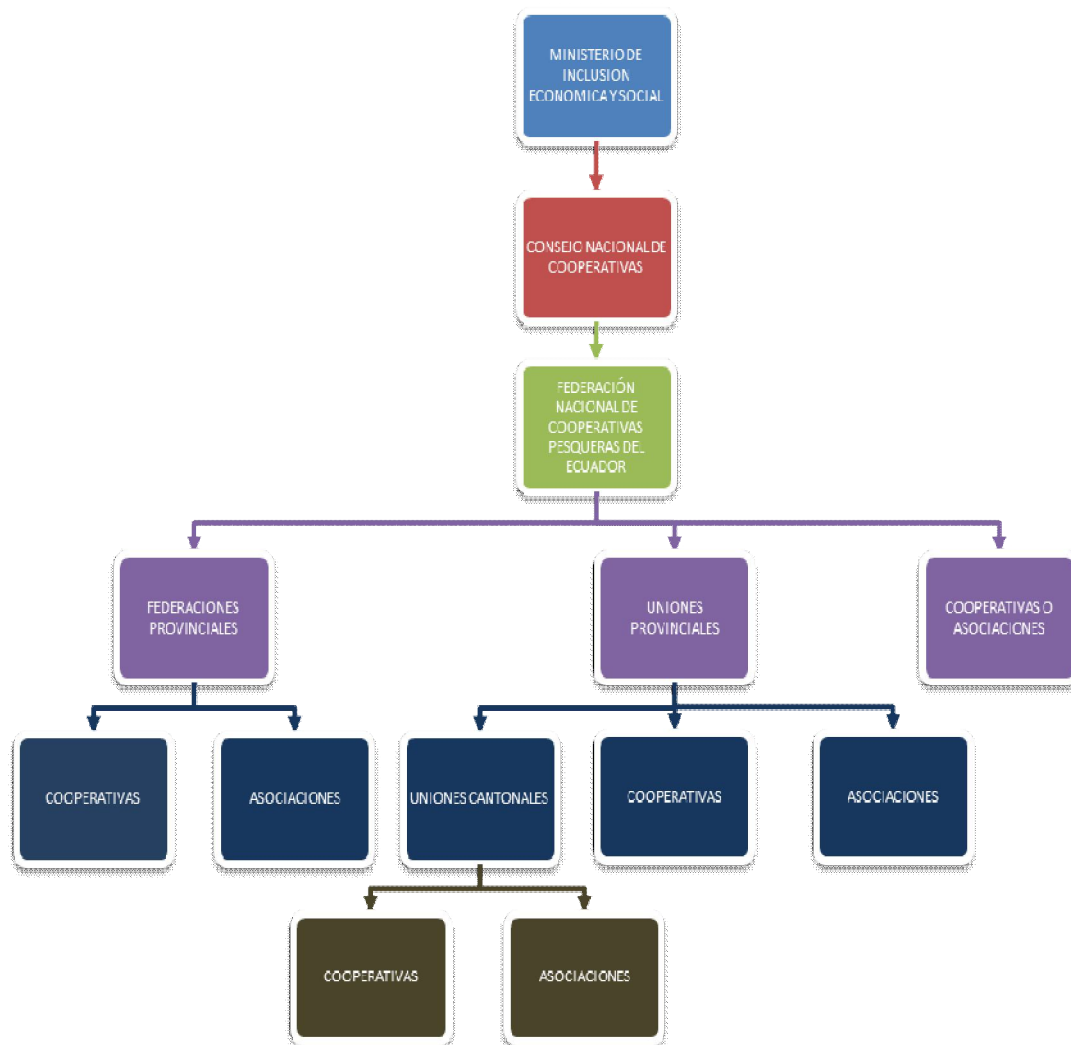 MINISTERIO DE
INCLUSION
ECONOMICA Y SOCIAL
CONSEJO NACIONAL DE
COOPERATIVAS
FEDERACIÓN
NACIONAL DE
COOPERATIVAS
PESQUERAS DEL
ECUADOR
FEDERACIONES
PROVINCIALES
UNIONES
PROVINCIALES
COOPERATIVAS O
ASOCIACIONES
COOPERATIVAS
ASOCIACIONES
UNIONES CANTONALES
COOPERATIVAS
ASOCIACIONES
COOPERATIVAS
ASOCIACIONES